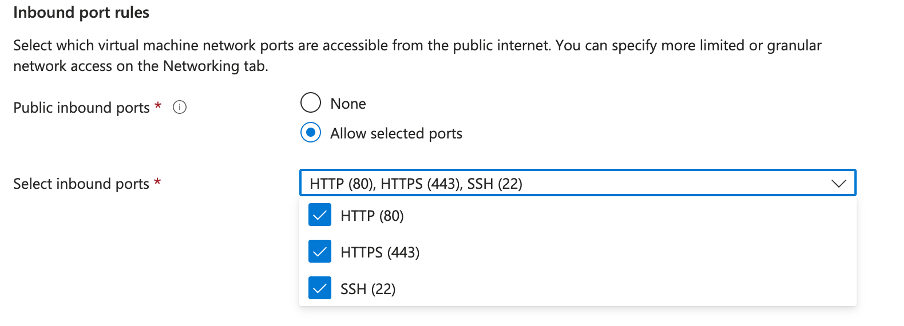 Inbound port rules
Select which virtual machine network ports are accessible from the public internet. You can specify more limited or granular
network access on the Networking tab.
Public inbound ports *
None
Allow selected ports
Select inbound ports *
HTTP (80), HTTPS (443), SSH (22)
HTTP (80)
HTTPS (443)
SSH (22)